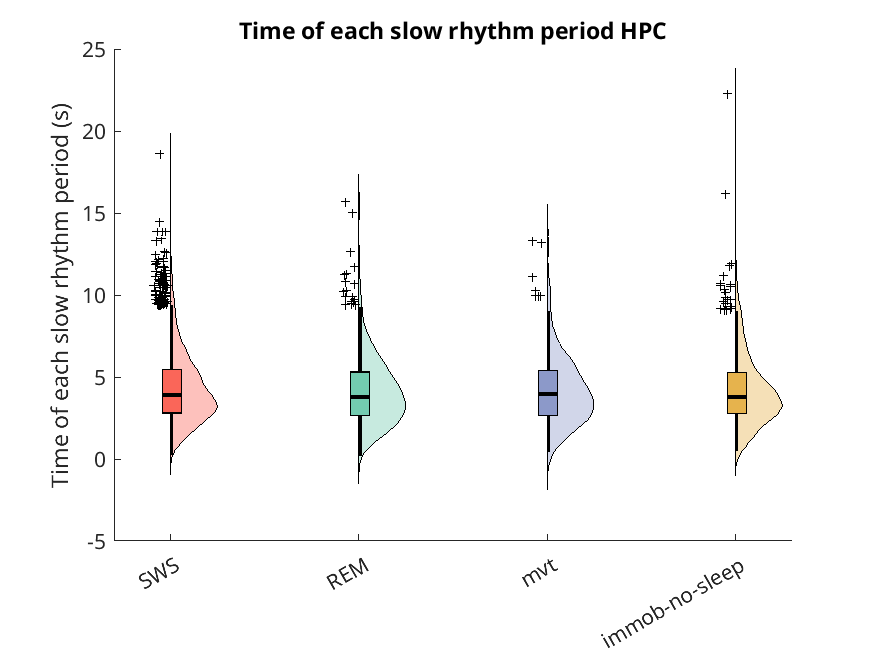 Time of each slow rhythm period HPC
Time of each slow rhythm period (s)
25
20
15
10
5
0
-5
SWS
REM
mvt
immob-no-sleep